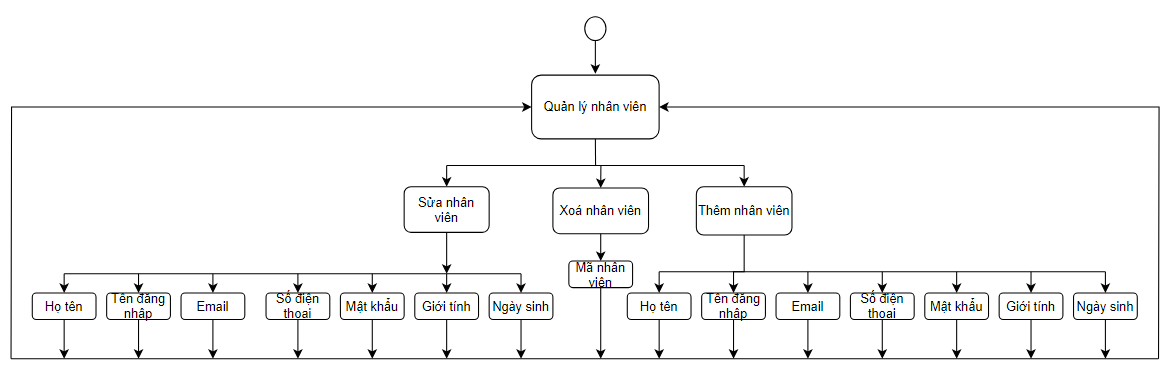 Quản lý nhân viên
Sửa nhân
viên
Xoá nhân viên
Thêm nhân viên
Mã nhân
viên
Họ tên
Tên đăng
nhập
Email
Số điện
thoại
Mật khẩu
Giới tính
Ngày sinh
Họ tên
Tên đăng
nhập
Email
Số điện
thoại
Mật khẩu
Giới tính
Ngày sinh